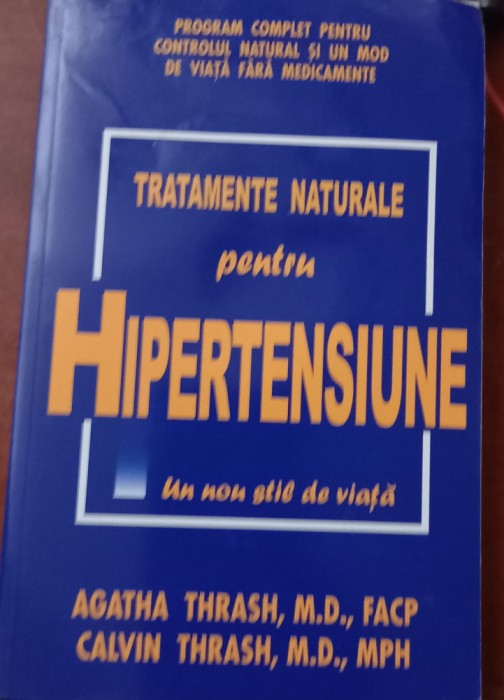 PROGRAM COMPLET PENTRU
CONTROLUL NATURAL ȘI UN MOD
DE VIAȚĂ FĂRĂ MEDICAMENTE
TRATAMENTE NATURALE
pentru
HIPERTENSIUNE
Un nou stil de viață
AGATHA THRASH, M.D., FACP
CALVIN THRASH, M.D., MPH